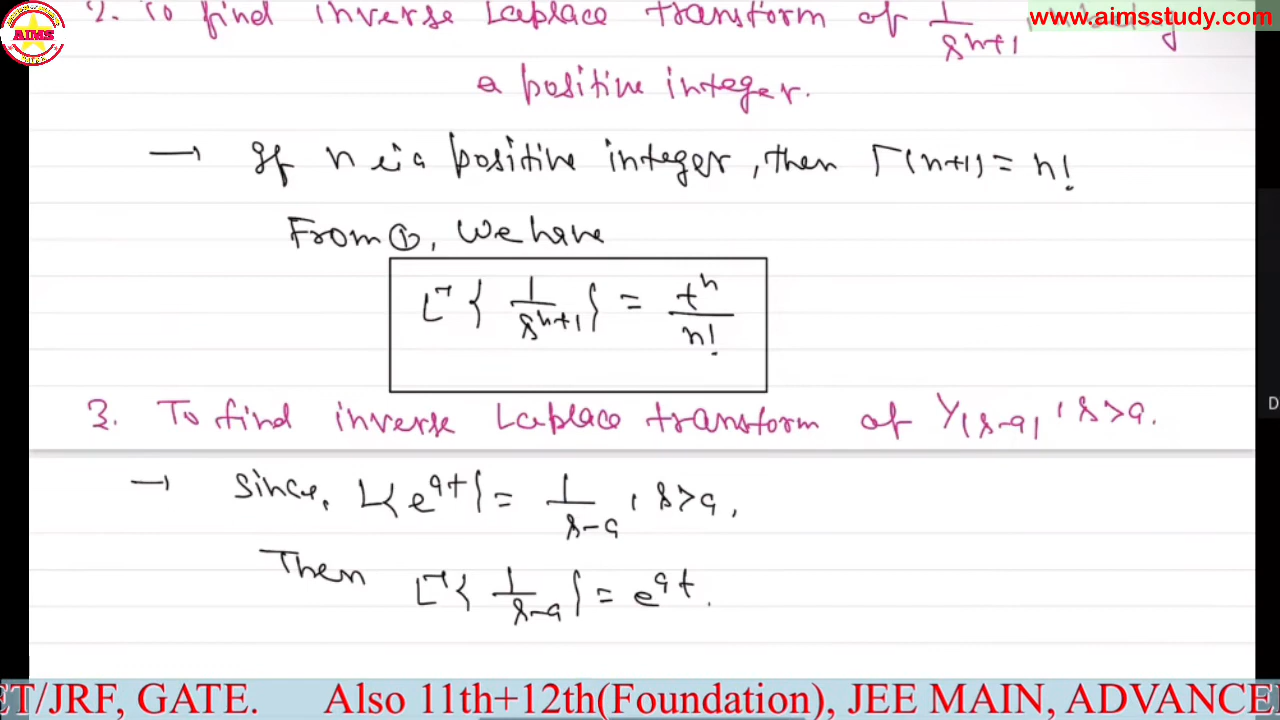 www.aimsstudy.com
AIMS
2. To find inverse Laplace transform of 1/s^{n+1},
a positive integer.
→ If n is a positive integer, then Γ(n+1) = n!
From ①, we have
L⁻¹{1/s^{n+1}} = t^n/n!
3. To find inverse Laplace transform of 1/(s-a), s>a.
→ Since, L{e^{at}} = 1/(s-a), s>a,
Then L⁻¹{1/(s-a)} = e^{at}.
D
ET/JRF, GATE. Also 11th+12th(Foundation), JEE MAIN, ADVANCE